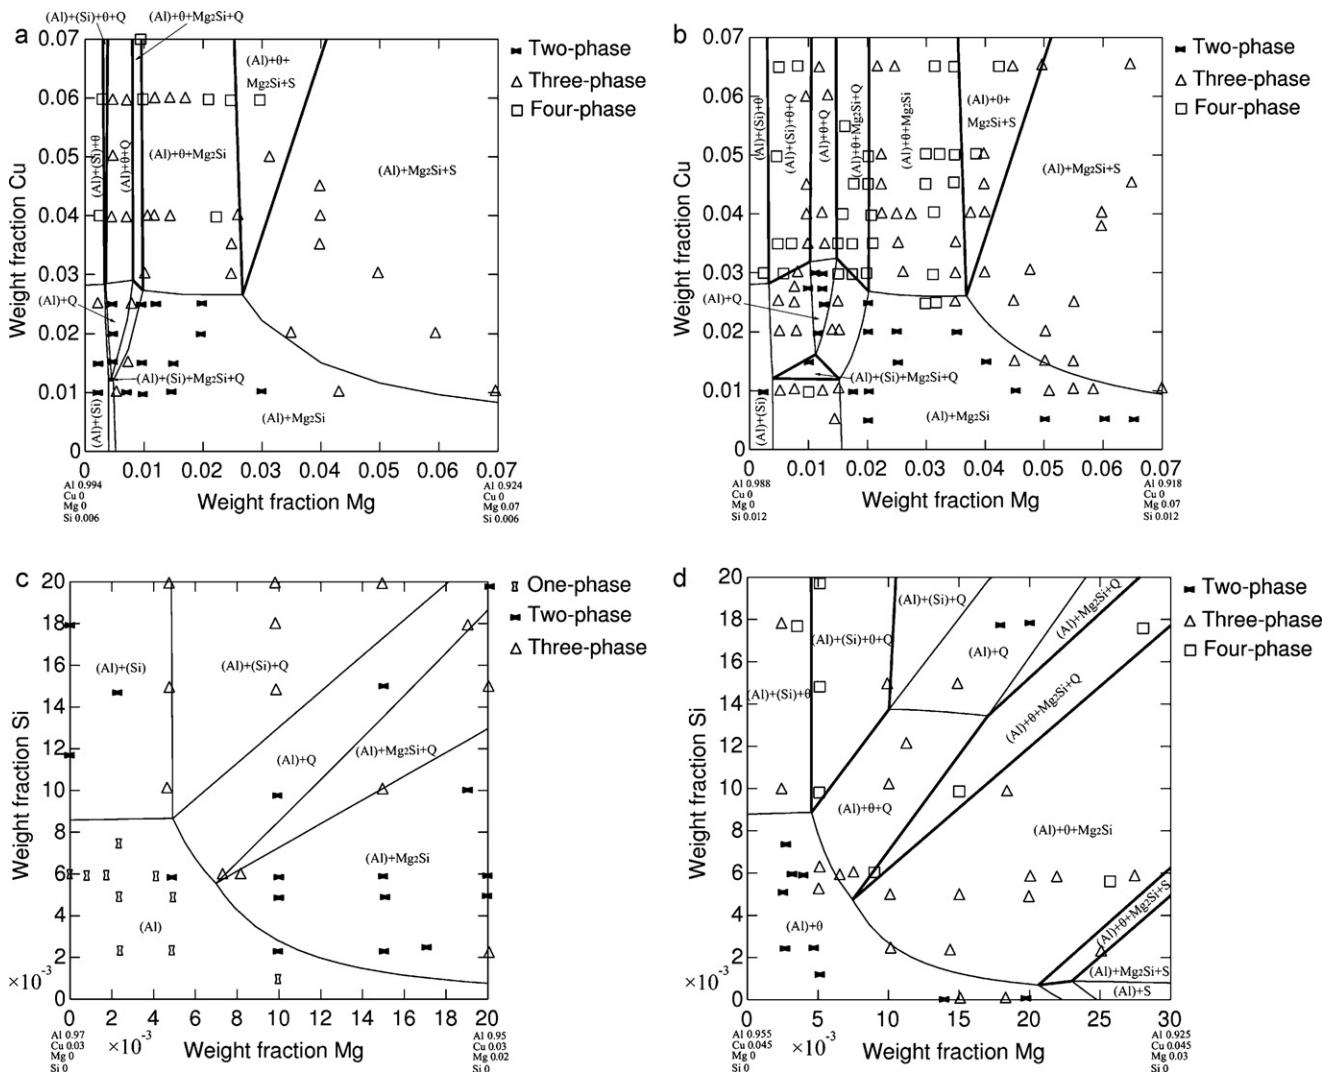 a
(Al)+(Si)+θ+Q
(Al)+θ+Mg2Si+Q
Two-phase
Three-phase
Four-phase
0.07
0.06
0.05
0.04
0.03
0.02
0.01
0
Weight fraction Cu
(Al)+(Si)+θ
(Al)+θ+Q
(Al)+θ+
Mg2Si+S
(Al)+θ+Mg2Si
(Al)+Mg2Si+S
(Al)+Q
(Al)+(Si)+Mg2Si+Q
(Al)+(Si)
(Al)+Mg2Si
0 0.01 0.02 0.03 0.04 0.05 0.06 0.07
Weight fraction Mg
Al 0.994
Cu 0
Mg 0
Si 0.006
Al 0.924
Cu 0
Mg 0.07
Si 0.006
b
Two-phase
Three-phase
Four-phase
0.07
0.06
0.05
0.04
0.03
0.02
0.01
0
Weight fraction Cu
(Al)+(Si)+θ
(Al)+(Si)+θ+Q
(Al)+θ+Q
(Al)+θ+Mg2Si+Q
(Al)+θ+Mg2Si
(Al)+θ+
Mg2Si+S
(Al)+Mg2Si+S
(Al)+Q
(Al)+(Si)+Mg2Si+Q
(Al)+(Si)
(Al)+Mg2Si
0 0.01 0.02 0.03 0.04 0.05 0.06 0.07
Weight fraction Mg
Al 0.988
Cu 0
Mg 0
Si 0.012
Al 0.918
Cu 0
Mg 0.07
Si 0.012
c
One-phase
Two-phase
Three-phase
20
18
16
14
12
10
8
6
4
2
0
×10⁻³
Weight fraction Si
(Al)+(Si)
(Al)+(Si)+Q
(Al)+Q
(Al)+Mg2Si+Q
(Al)+Mg2Si
(Al)
0 2 4 6 8 10 12 14 16 18 20
×10⁻³
Weight fraction Mg
Al 0.97
Cu 0.03
Mg 0
Si 0
Al 0.95
Cu 0.03
Mg 0.02
Si 0
d
Two-phase
Three-phase
Four-phase
20
18
16
14
12
10
8
6
4
2
0
×10⁻³
Weight fraction Si
(Al)+(Si)+θ
(Al)+(Si)+θ+Q
(Al)+(Si)+Q
(Al)+Q
(Al)+Mg2Si+Q
(Al)+θ+Mg2Si+Q
(Al)+θ+Q
(Al)+θ+Mg2Si
(Al)+θ
(Al)+θ+Mg2Si+S
(Al)+Mg2Si+S
(Al)+S
0 5 10 15 20 25 30
×10⁻³
Weight fraction Mg
Al 0.955
Cu 0.045
Mg 0
Si 0
Al 0.925
Cu 0.045
Mg 0.03
Si 0